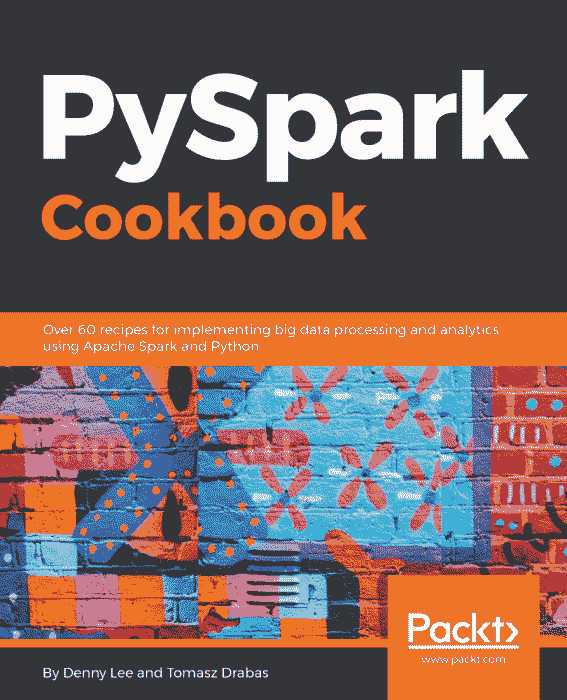 PySpark
Cookbook
Over 60 recipes for implementing big data processing and analytics
using Apache Spark and Python
Packt>
www.packt.com
By Denny Lee and Tomasz Drabas